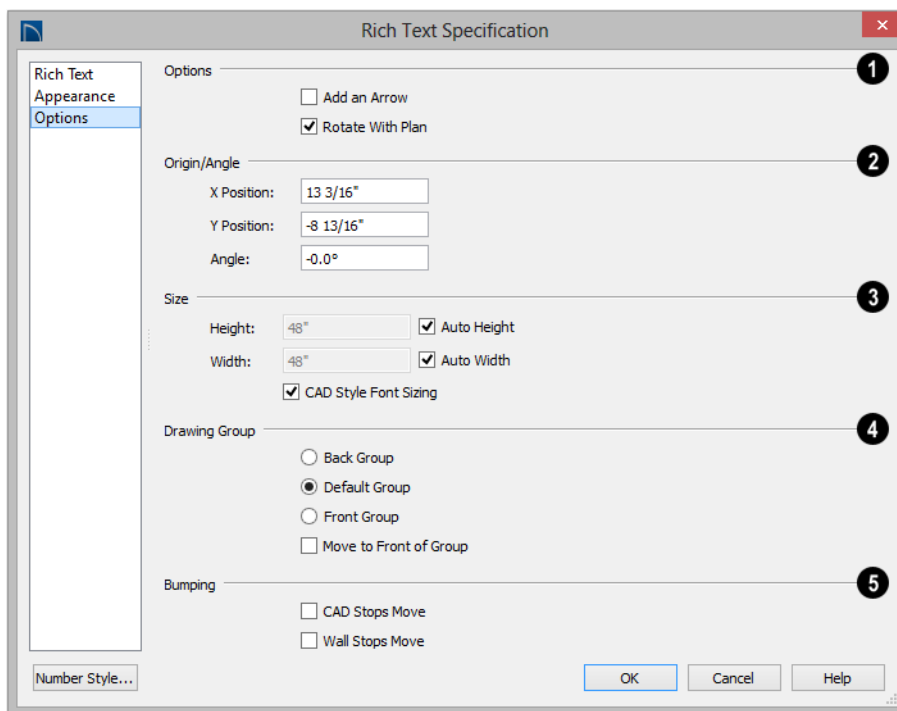 Rich Text Specification
Rich Text
Appearance
Options
Options 1
Add an Arrow
Rotate With Plan
Origin/Angle 2
X Position: 13 3/16"
Y Position: -8 13/16"
Angle: -0.0°
Size 3
Height: 48" Auto Height
Width: 48" Auto Width
CAD Style Font Sizing
Drawing Group 4
Back Group
Default Group
Front Group
Move to Front of Group
Bumping 5
CAD Stops Move
Wall Stops Move
Number Style... OK Cancel Help